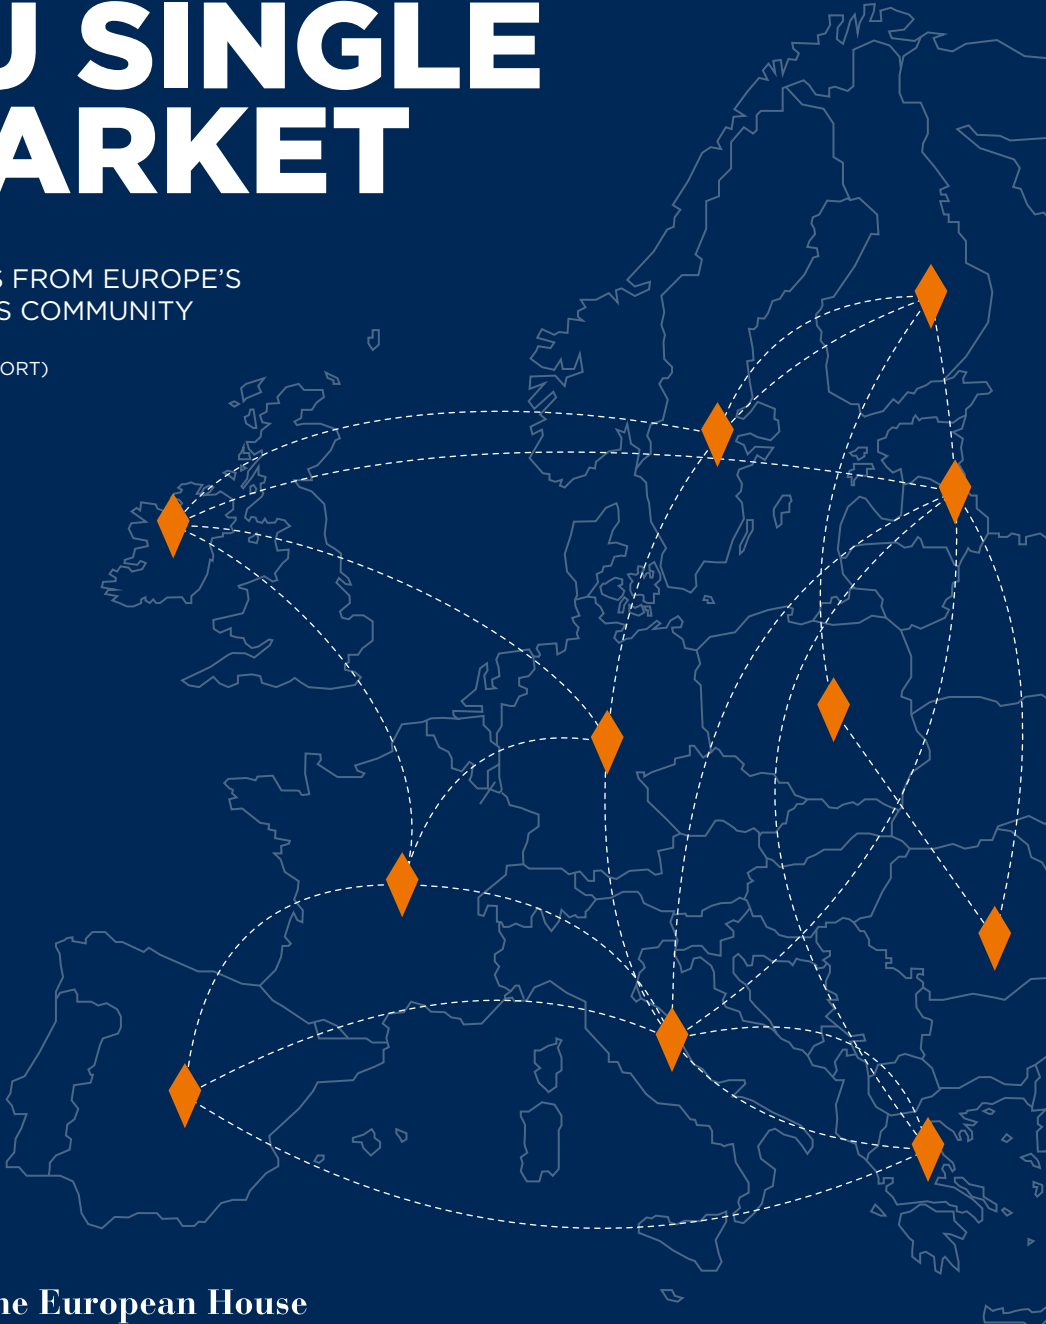 U SINGLE
ARKET
S FROM EUROPE’S
S COMMUNITY
ORT)
he European House